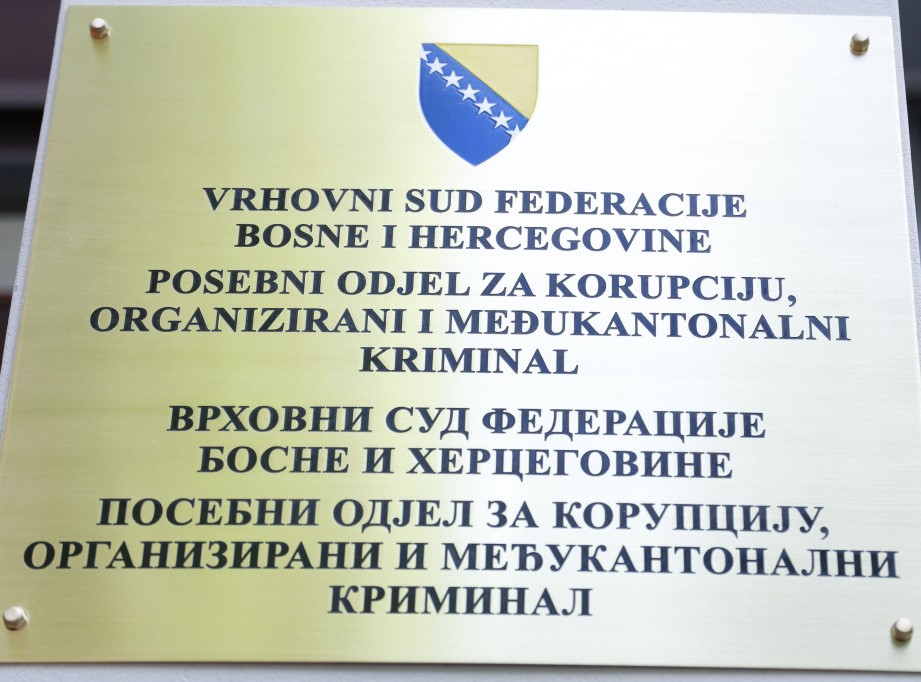 VRHOVNI SUD FEDERACIJE
BOSNE I HERCEGOVINE
POSEBNI ODJEL ZA KORUPCIJU,
ORGANIZIRANI I MEĐUKANTONALNI
KRIMINAL
ВРХОВНИ СУД ФЕДЕРАЦИЈЕ
БОСНЕ И ХЕРЦЕГОВИНЕ
ПОСЕБНИ ОДЈЕЛ ЗА КОРУПЦИЈУ,
ОРГАНИЗИРАНИ И МЕЂУКАНТОНАЛНИ
КРИМИНАЛ